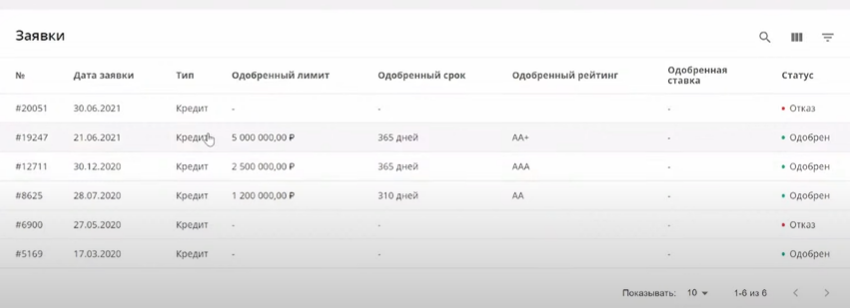 Заявки
№ Дата заявки Тип Одобренный лимит Одобренный срок Одобренный рейтинг Одобренная ставка Статус
#20051 30.06.2021 Кредит - - - Отказ
#19247 21.06.2021 Кредит 5 000 000,00 ₽ 365 дней AA+ - Одобрен
#12711 30.12.2020 Кредит 2 500 000,00 ₽ 365 дней AAA - Одобрен
#8625 28.07.2020 Кредит 1 200 000,00 ₽ 310 дней AA - Одобрен
#6900 27.05.2020 Кредит - - - Отказ
#5169 17.03.2020 Кредит - - - Одобрен
Показывать: 10 1-6 из 6